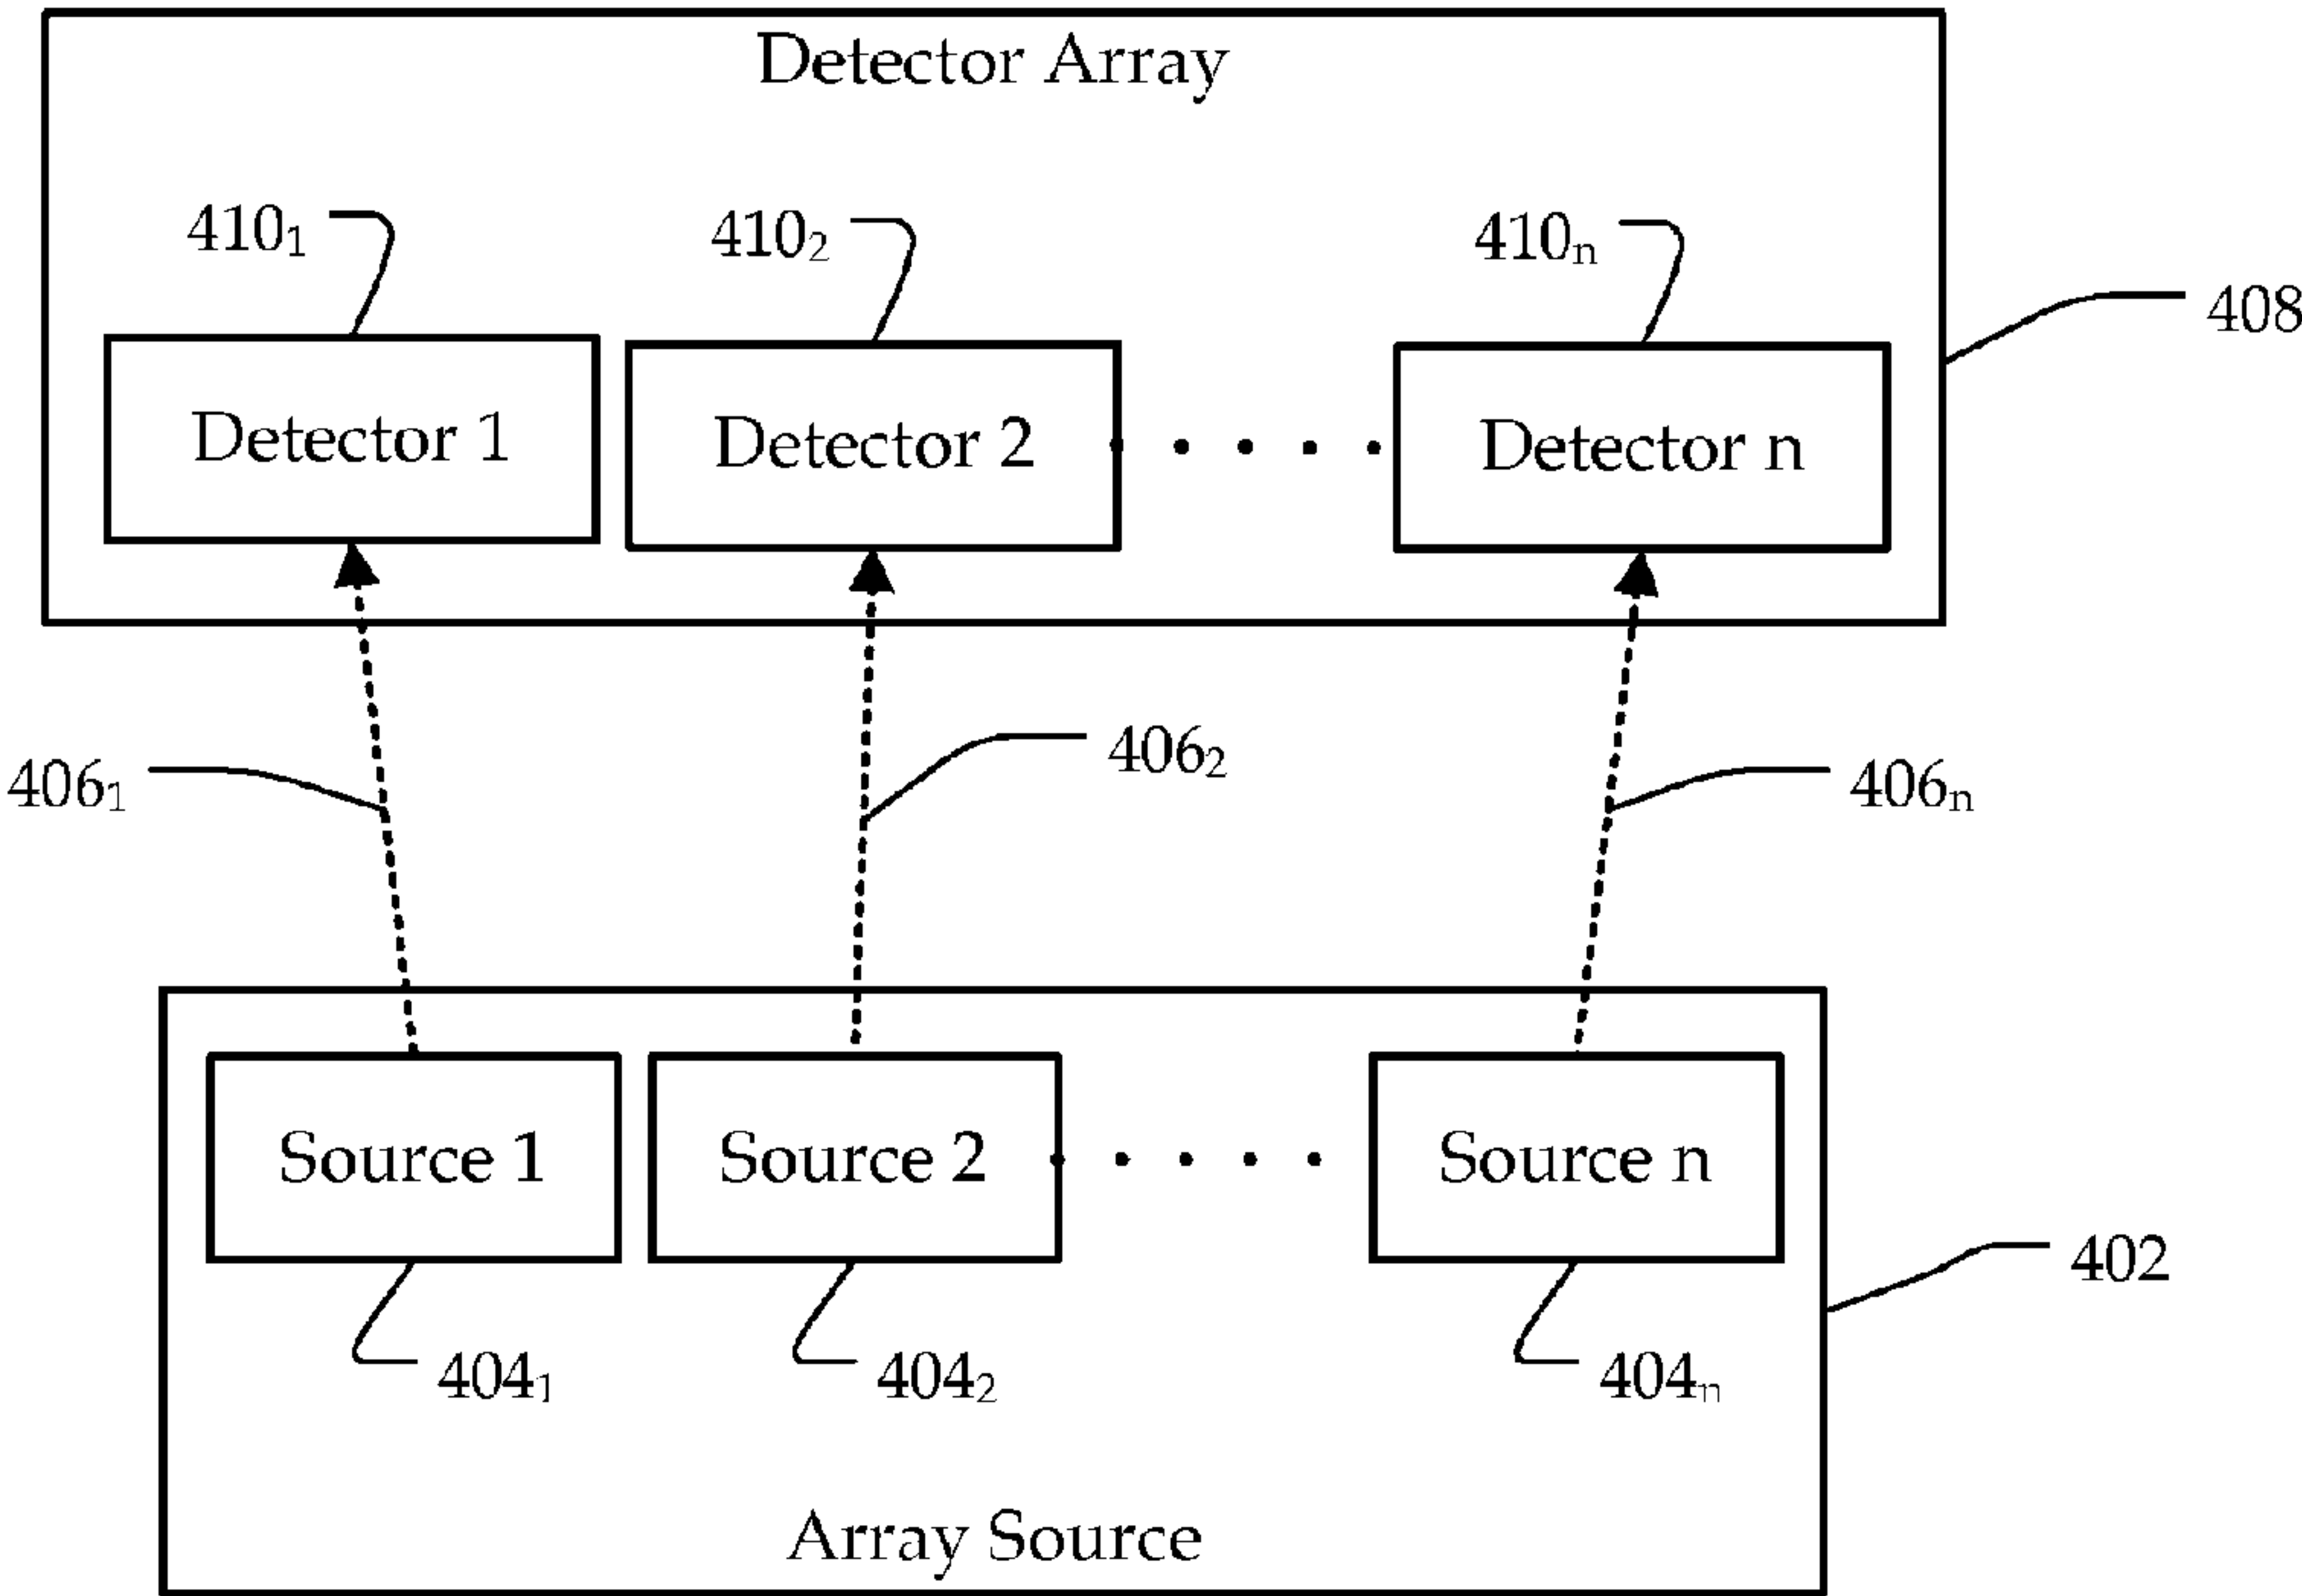 Detector Array
410₁
410₂
410ₙ
408
Detector 1
Detector 2
Detector n
406₁
406₂
406ₙ
Source 1
Source 2
Source n
402
404₁
404₂
404ₙ
Array Source